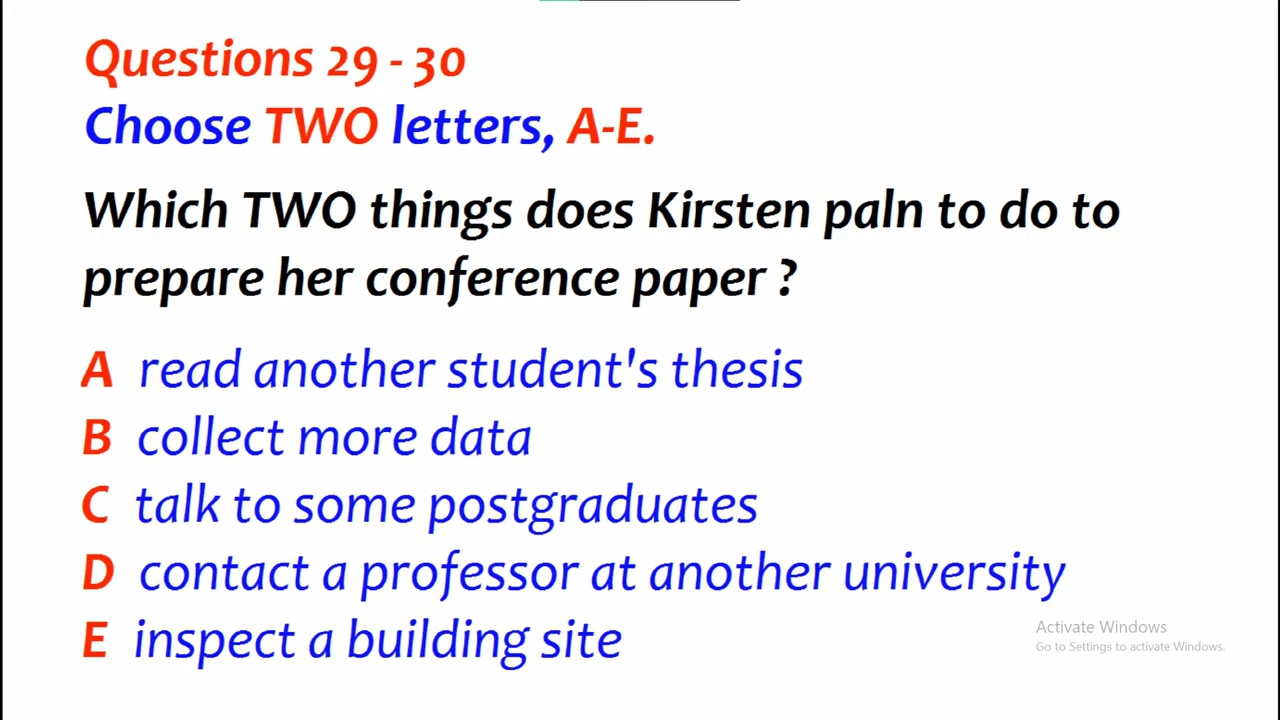 Questions 29 - 30
Choose TWO letters, A-E.
Which TWO things does Kirsten paln to do to
prepare her conference paper ?
A read another student's thesis
B collect more data
C talk to some postgraduates
D contact a professor at another university
E inspect a building site
Activate Windows
Go to Settings to activate Windows.